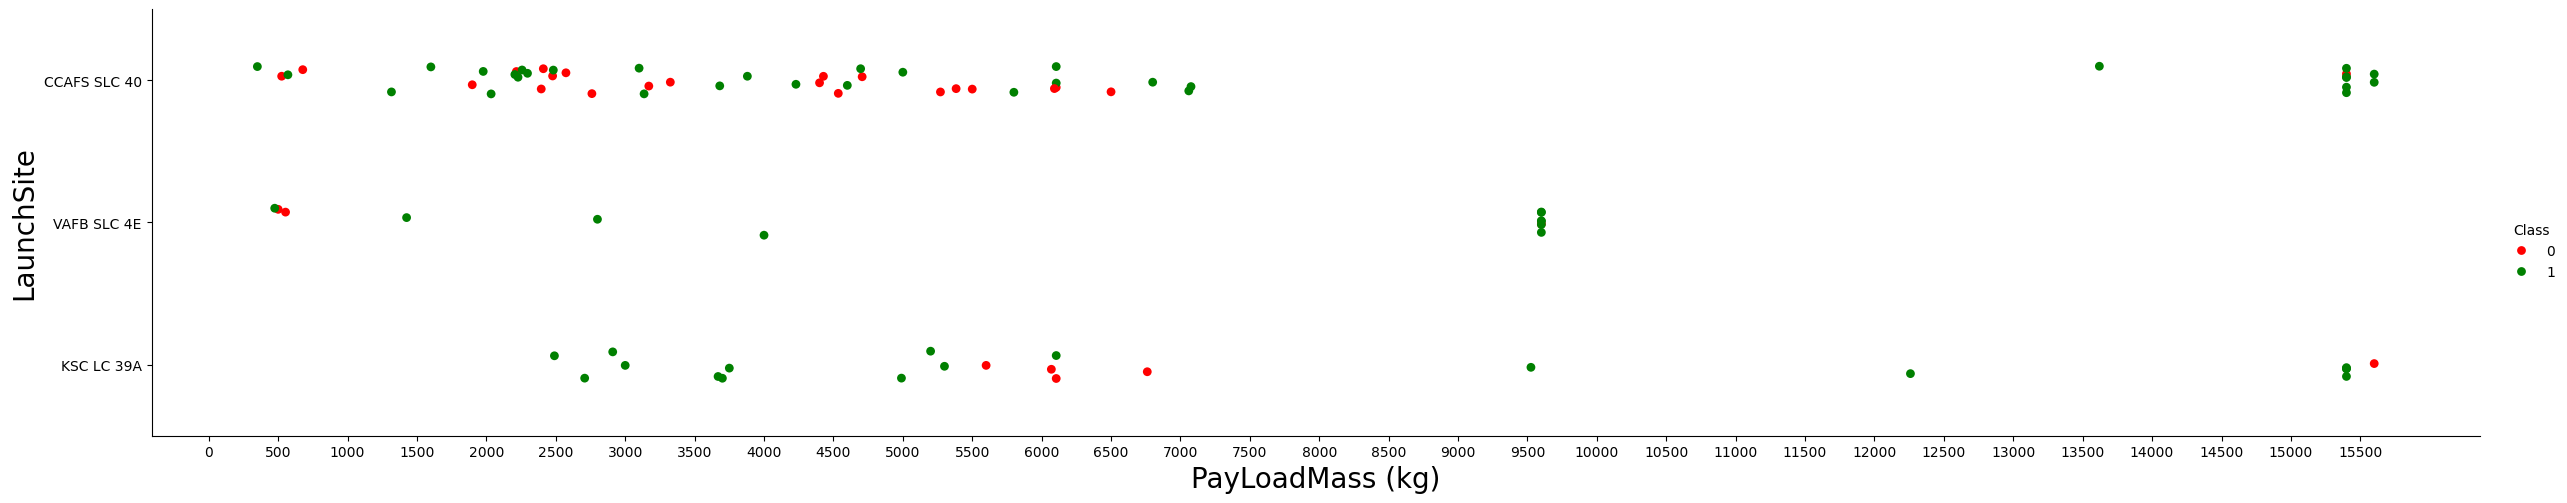 LaunchSite
CCAFS SLC 40
VAFB SLC 4E
KSC LC 39A
Class
0
1
0 500 1000 1500 2000 2500 3000 3500 4000 4500 5000 5500 6000 6500 7000 7500 8000 8500 9000 9500 10000 10500 11000 11500 12000 12500 13000 13500 14000 14500 15000 15500
PayLoadMass (kg)